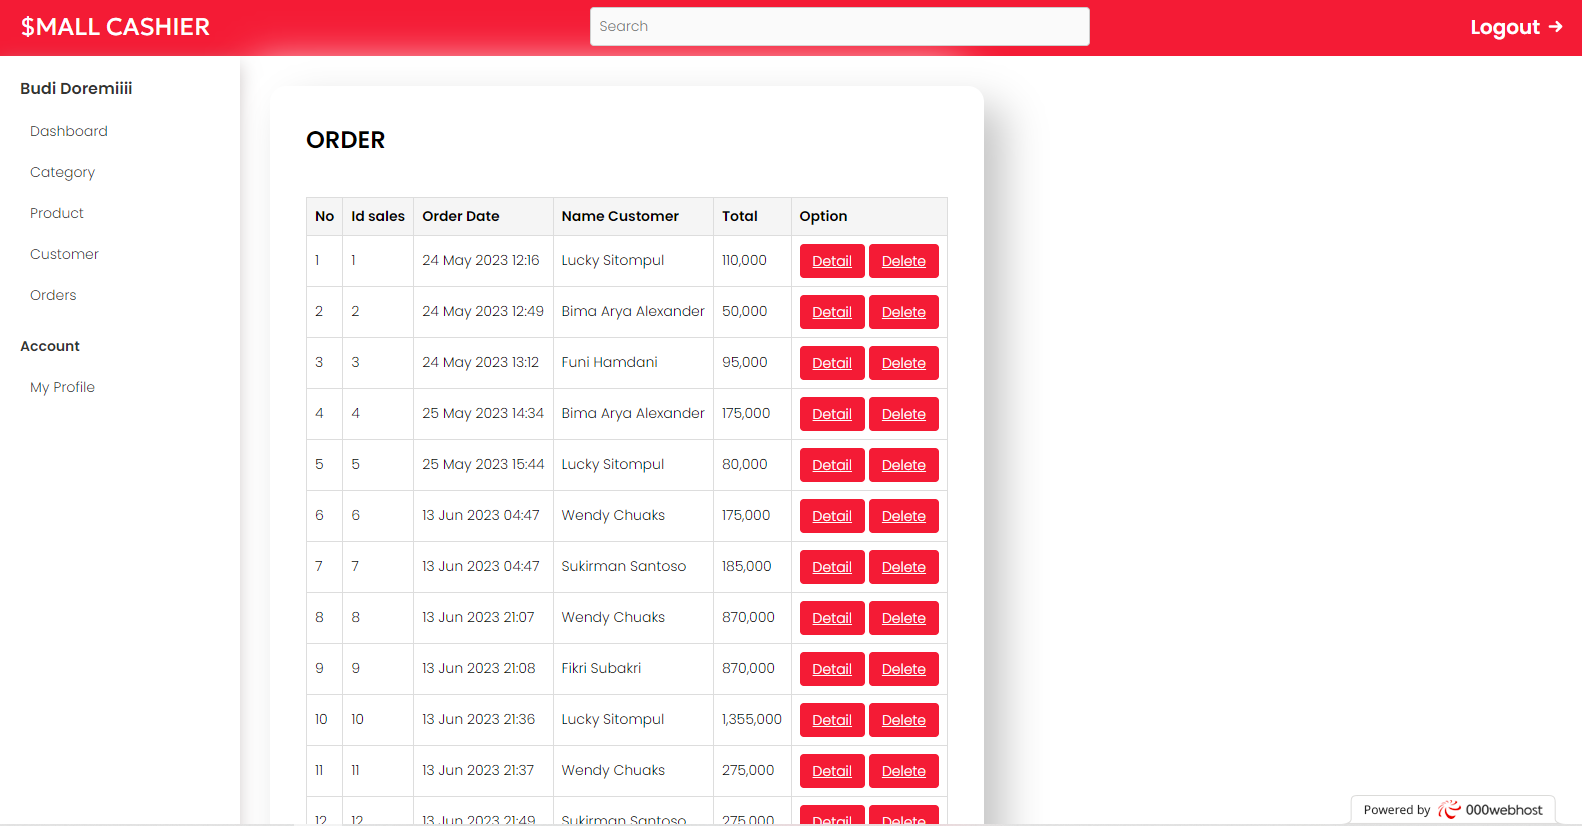 $MALL CASHIER
Search
Logout →
Budi Doremiiii
Dashboard
Category
Product
Customer
Orders
Account
My Profile
ORDER
No Id sales Order Date Name Customer Total Option
1 1 24 May 2023 12:16 Lucky Sitompul 110,000 Detail Delete
2 2 24 May 2023 12:49 Bima Arya Alexander 50,000 Detail Delete
3 3 24 May 2023 13:12 Funi Hamdani 95,000 Detail Delete
4 4 25 May 2023 14:34 Bima Arya Alexander 175,000 Detail Delete
5 5 25 May 2023 15:44 Lucky Sitompul 80,000 Detail Delete
6 6 13 Jun 2023 04:47 Wendy Chuaks 175,000 Detail Delete
7 7 13 Jun 2023 04:47 Sukirman Santoso 185,000 Detail Delete
8 8 13 Jun 2023 21:07 Wendy Chuaks 870,000 Detail Delete
9 9 13 Jun 2023 21:08 Fikri Subakri 870,000 Detail Delete
10 10 13 Jun 2023 21:36 Lucky Sitompul 1,355,000 Detail Delete
11 11 13 Jun 2023 21:37 Wendy Chuaks 275,000 Detail Delete
12 12 13 Jun 2023 21:49 Sukirman Santoso 275,000 Detail Delete
Powered by 000webhost